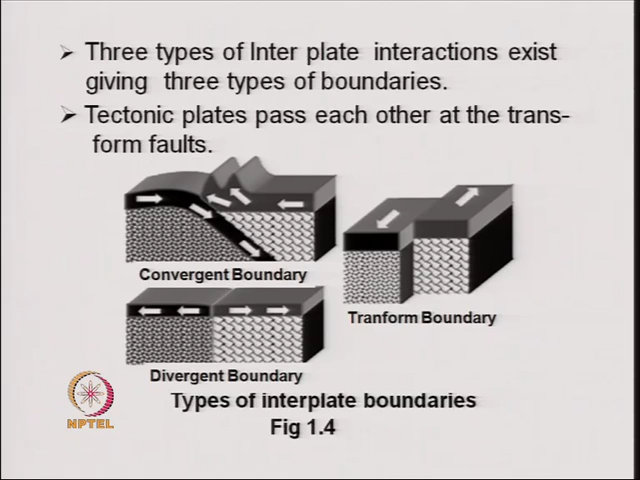 Three types of Inter plate interactions exist
giving three types of boundaries.
Tectonic plates pass each other at the trans-
form faults.
Convergent Boundary
Tranform Boundary
Divergent Boundary
NPTEL
Types of interplate boundaries
Fig 1.4